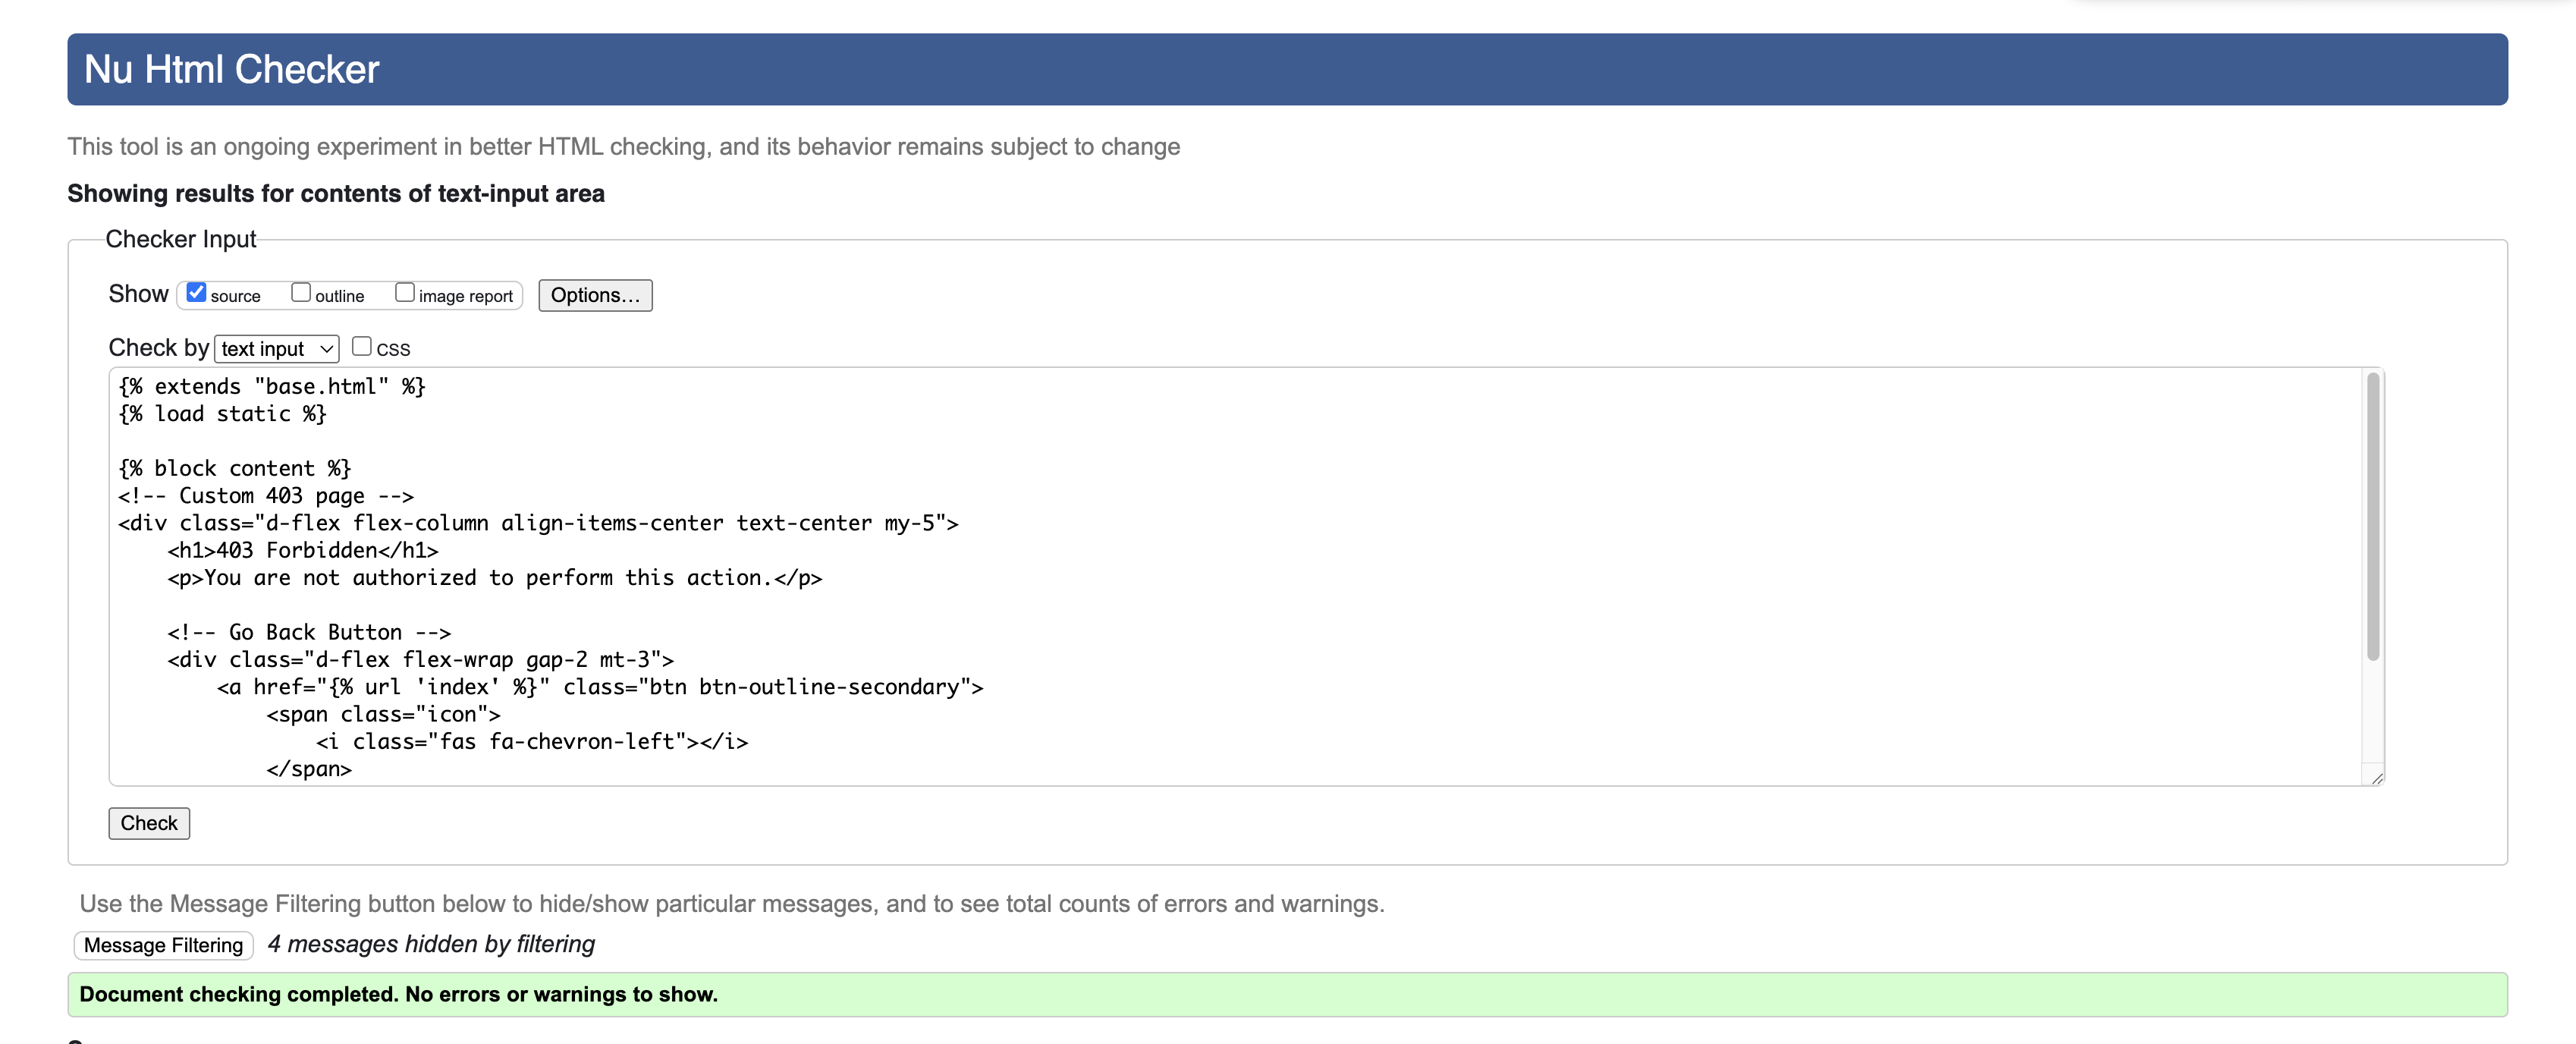 Nu Html Checker
This tool is an ongoing experiment in better HTML checking, and its behavior remains subject to change
Showing results for contents of text-input area
Checker Input
Show source outline image report Options...
Check by text input CSS
{% extends "base.html" %}
{% load static %}
{% block content %}
<!-- Custom 403 page -->
<div class="d-flex flex-column align-items-center text-center my-5">
    <h1>403 Forbidden</h1>
    <p>You are not authorized to perform this action.</p>
    <!-- Go Back Button -->
    <div class="d-flex flex-wrap gap-2 mt-3">
        <a href="{% url 'index' %}" class="btn btn-outline-secondary">
            <span class="icon">
                <i class="fas fa-chevron-left"></i>
            </span>
Check
Use the Message Filtering button below to hide/show particular messages, and to see total counts of errors and warnings.
Message Filtering 4 messages hidden by filtering
Document checking completed. No errors or warnings to show.